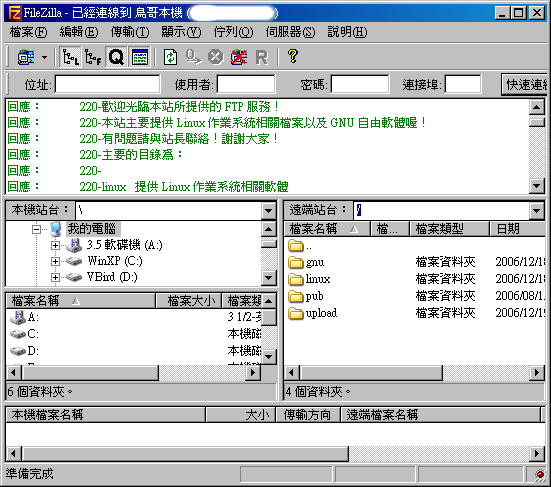 FileZilla - 已經連線到 鳥哥本機 (
檔案(F) 編輯(E) 傳輸(T) 顯示(V) 佇列(Q) 伺服器(S) 說明(H)
位址: 使用者: 密碼: 連接埠: 快速連線
回應： 220-歡迎光臨本站所提供的 FTP 服務！
回應： 220-本站主要提供 Linux 作業系統相關檔案以及 GNU 自由軟體喔！
回應： 220-有問題請與站長聯絡！謝謝大家！
回應： 220-主要的目錄為：
回應： 220-
回應： 220-linux 提供 Linux 作業系統相關軟體
本機站台： \
我的電腦
3.5 軟碟機 (A:)
WinXP (C:)
VBird (D:)
檔案名稱 檔案大小 檔案類
A: 3 1/2-英
C: 本機磁
D: 本機磁
6 個資料夾。
遠端站台： /
檔案名稱 檔... 檔案類型 日期
..
gnu 檔案資料夾 2006/12/18
linux 檔案資料夾 2006/12/18
pub 檔案資料夾 2006/08/1
upload 檔案資料夾 2006/12/19
4 個資料夾。
本機檔案名稱 大小 傳輸方向 遠端檔案名稱
準備完成